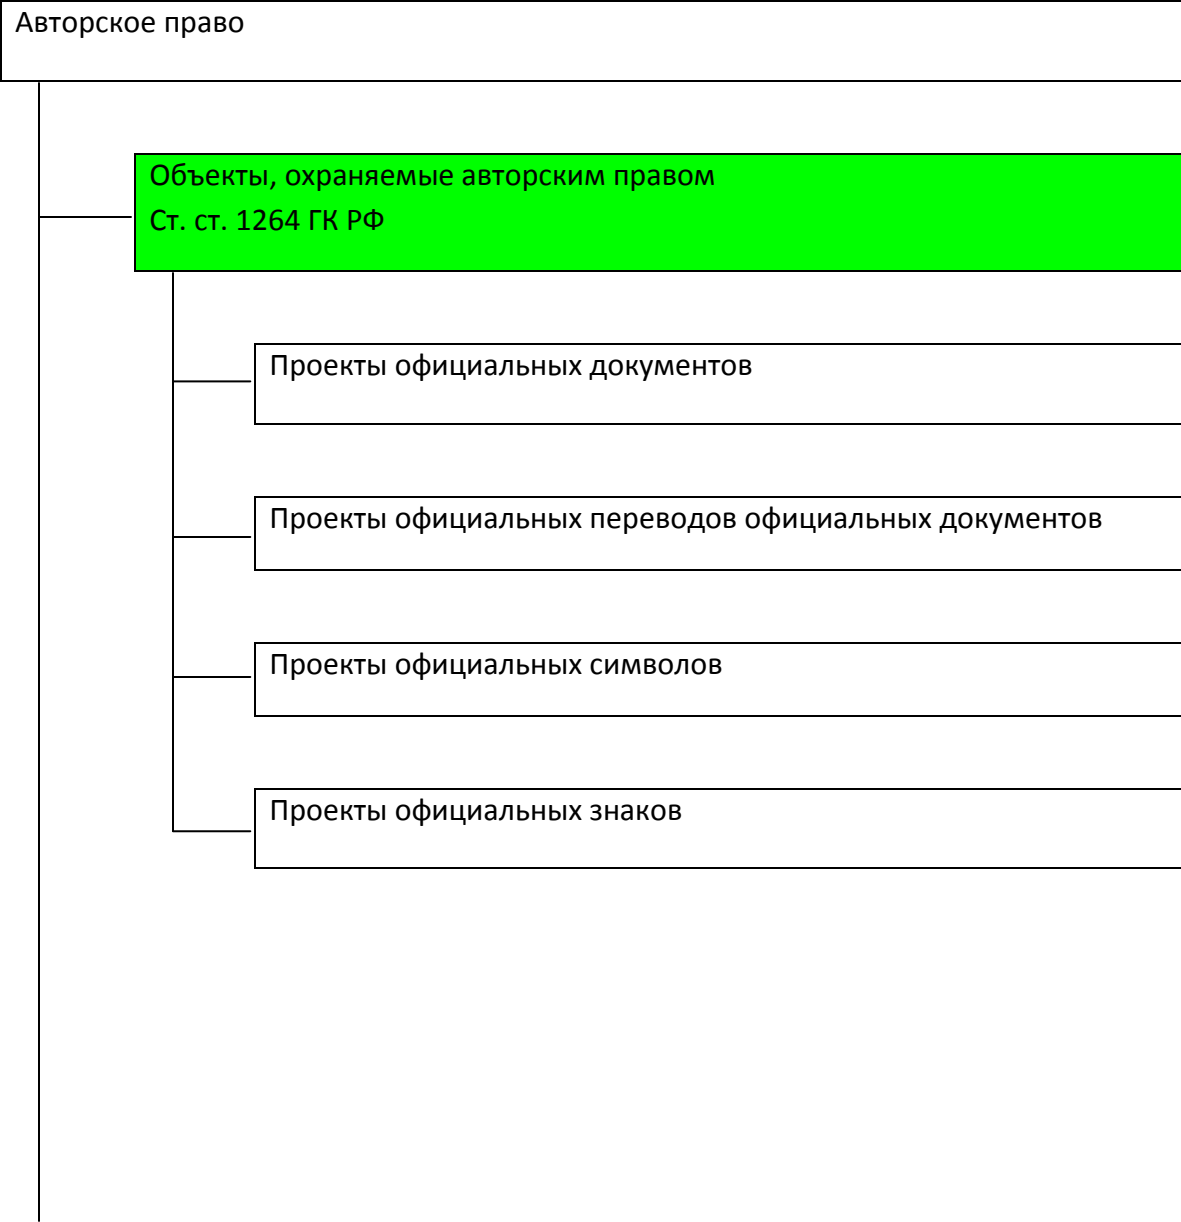 Авторское право
Объекты, охраняемые авторским правом
Ст. ст. 1264 ГК РФ
Проекты официальных документов
Проекты официальных переводов официальных документов
Проекты официальных символов
Проекты официальных знаков